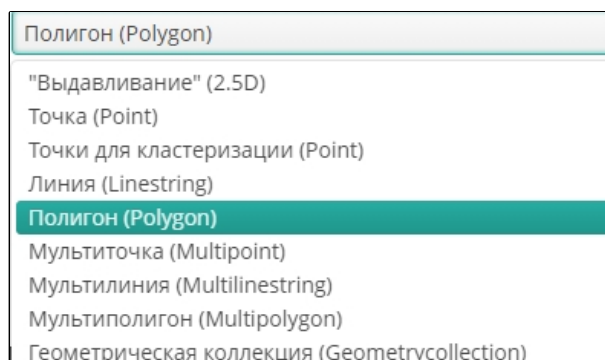 Полигон (Polygon)
"Выдавливание" (2.5D)
Точка (Point)
Точки для кластеризации (Point)
Линия (Linestring)
Полигон (Polygon)
Мультиточка (Multipoint)
Мультилиния (Multilinestring)
Мультиполигон (Multipolygon)
Геометрическая коллекция (Geometrycollection)